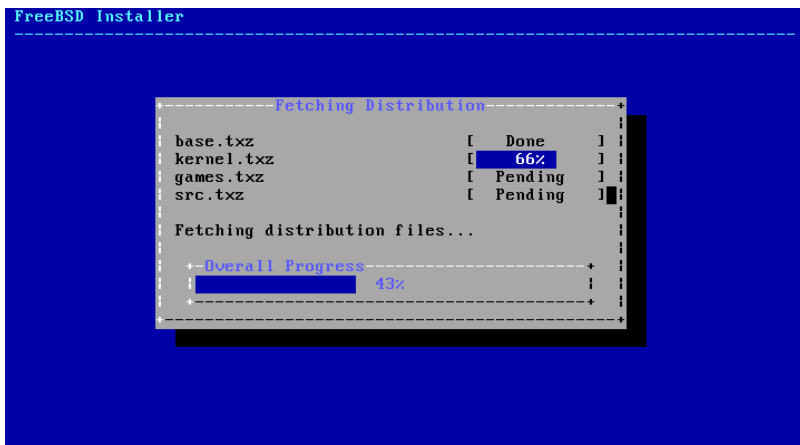 FreeBSD Installer
Fetching Distribution
base.txz [ Done ]
kernel.txz [ 66% ]
games.txz [ Pending ]
src.txz [ Pending ]
Fetching distribution files...
Overall Progress
43%